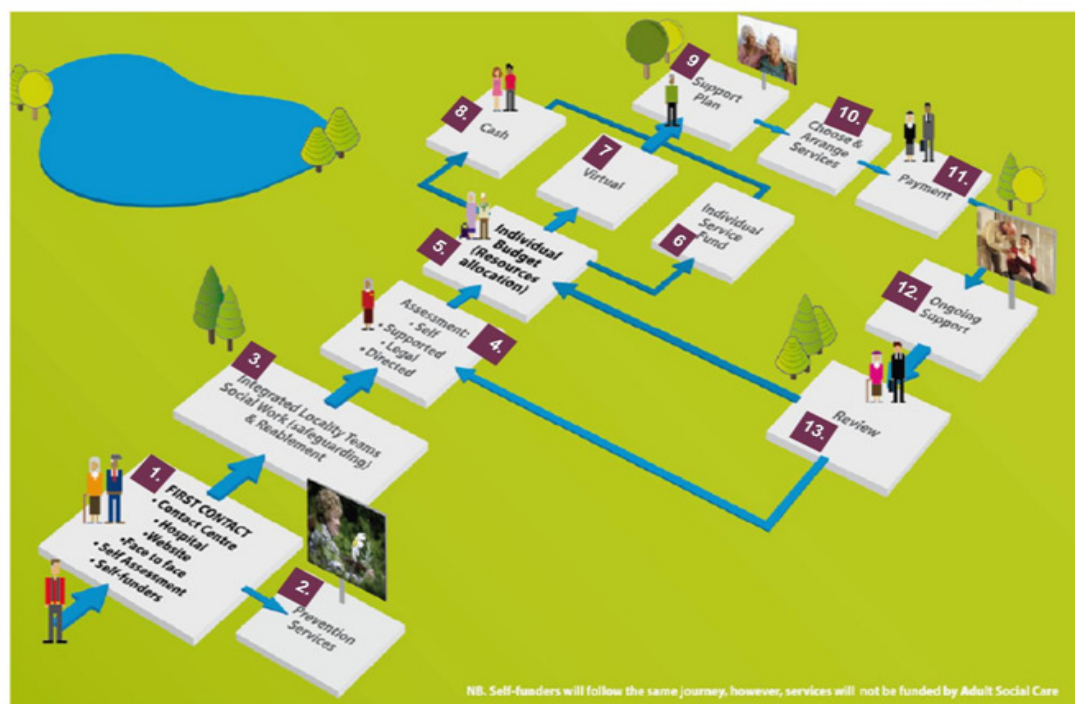 1.
FIRST CONTACT
• Contact Centre
• Hospital
• Website
• Face to face
• Self Assessment
• Self-funders
2.
Prevention
Services
3.
Integrated Locality Teams
Social Work (safeguarding)
& Reablement
4.
Assessment:
• Self
• Supported
• Legal
• Directed
5.
Individual
Budget
(Resources
allocation)
6
Individual
Service
Fund
7
Virtual
8.
Cash
9
Support
Plan
10.
Choose &
Arrange
Services
11.
Payment
12.
Ongoing
Support
13.
Review
NB. Self-funders will follow the same journey, however, services will not be funded by Adult Social Care